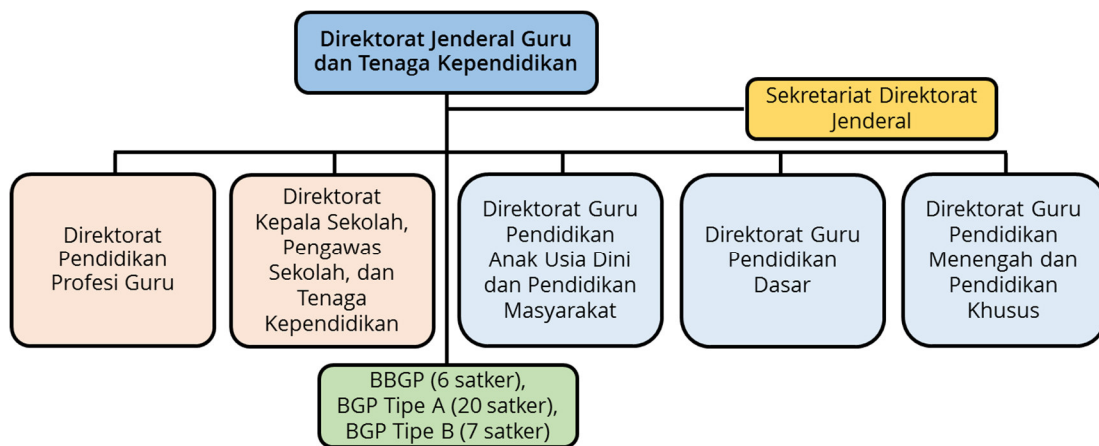 Direktorat Jenderal Guru
dan Tenaga Kependidikan
Sekretariat Direktorat
Jenderal
Direktorat
Pendidikan
Profesi Guru
Direktorat
Kepala Sekolah,
Pengawas
Sekolah, dan
Tenaga
Kependidikan
Direktorat Guru
Pendidikan
Anak Usia Dini
dan Pendidikan
Masyarakat
Direktorat Guru
Pendidikan
Dasar
Direktorat Guru
Pendidikan
Menengah dan
Pendidikan
Khusus
BBGP (6 satker),
BGP Tipe A (20 satker),
BGP Tipe B (7 satker)